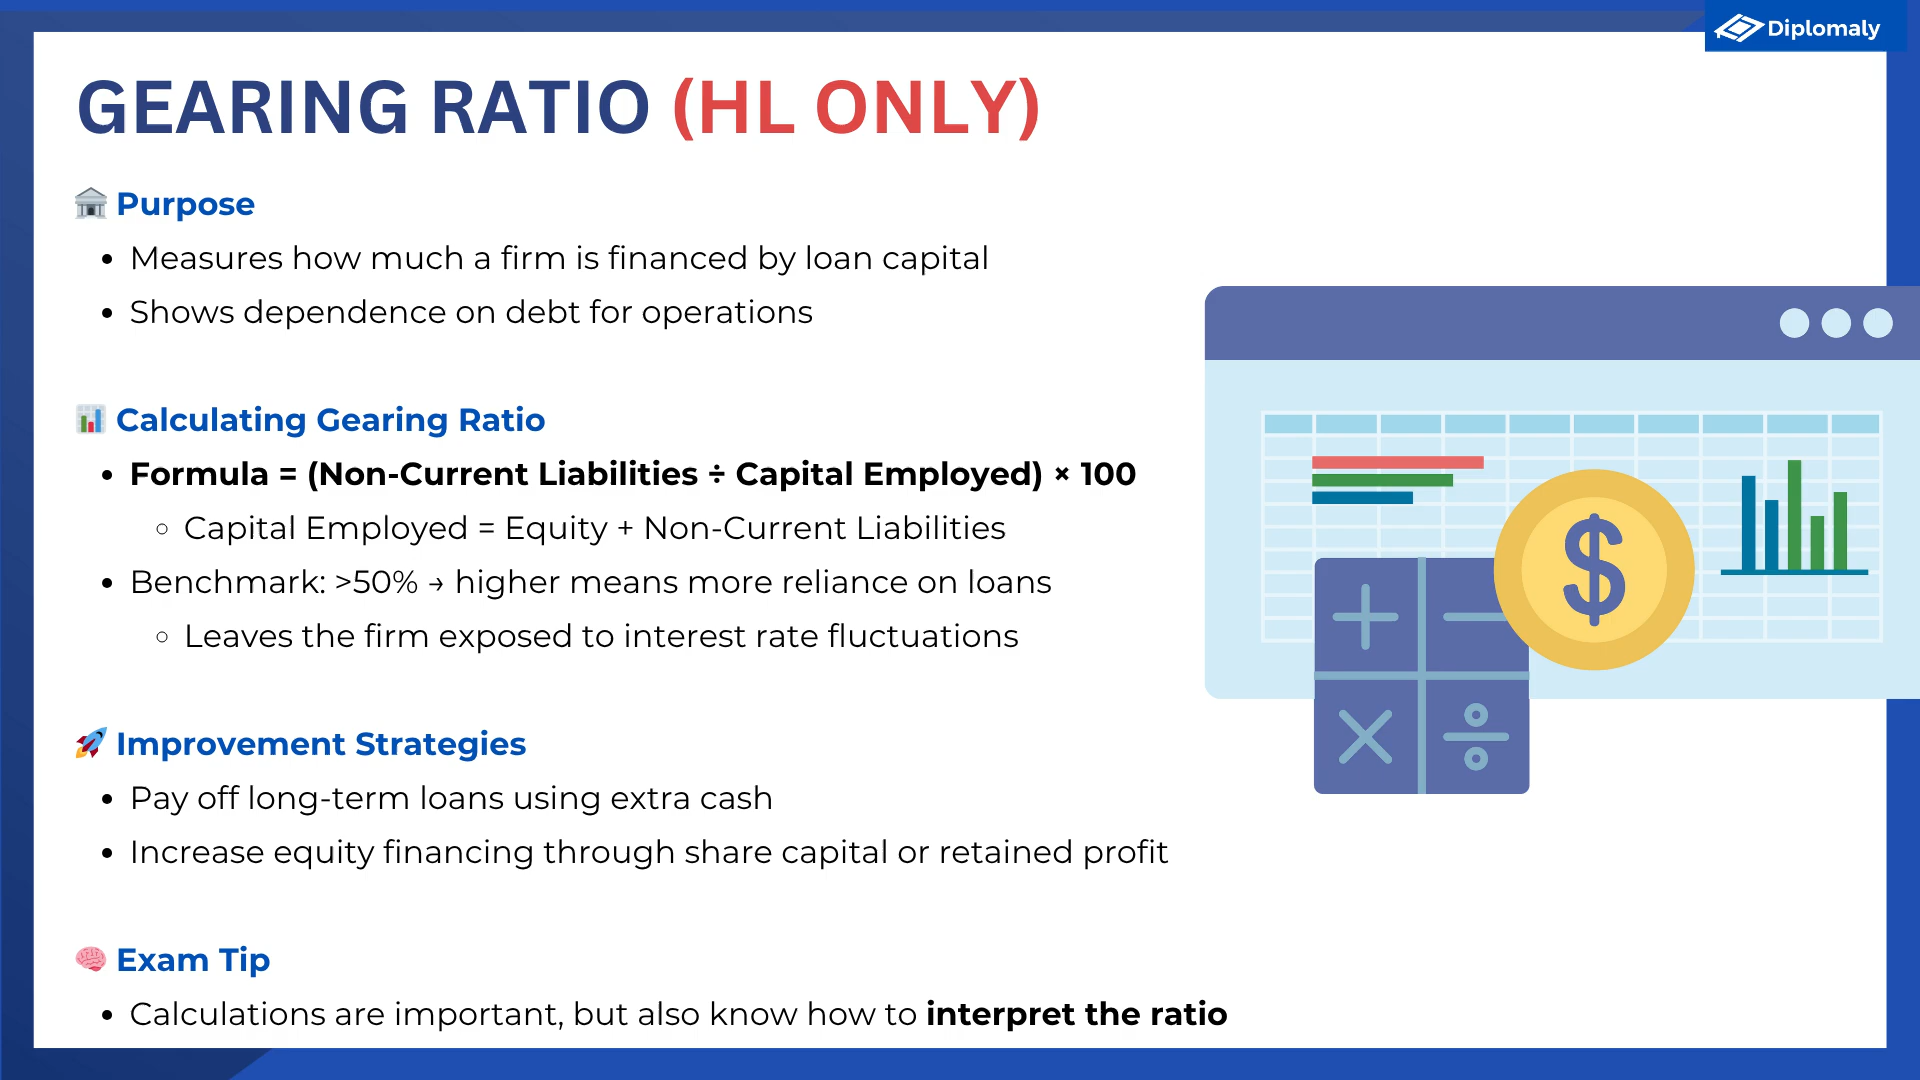 Diplomaly
GEARING RATIO (HL ONLY)
Purpose
• Measures how much a firm is financed by loan capital
• Shows dependence on debt for operations
Calculating Gearing Ratio
• Formula = (Non-Current Liabilities ÷ Capital Employed) × 100
◦ Capital Employed = Equity + Non-Current Liabilities
• Benchmark: >50% → higher means more reliance on loans
◦ Leaves the firm exposed to interest rate fluctuations
Improvement Strategies
• Pay off long-term loans using extra cash
• Increase equity financing through share capital or retained profit
Exam Tip
• Calculations are important, but also know how to interpret the ratio